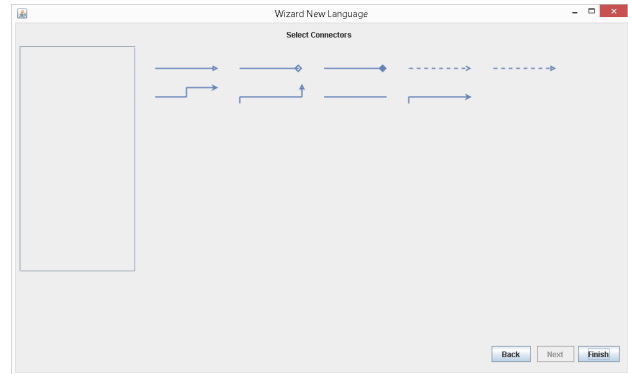 Wizard New Language
Select Connectors
Back
Next
Finish